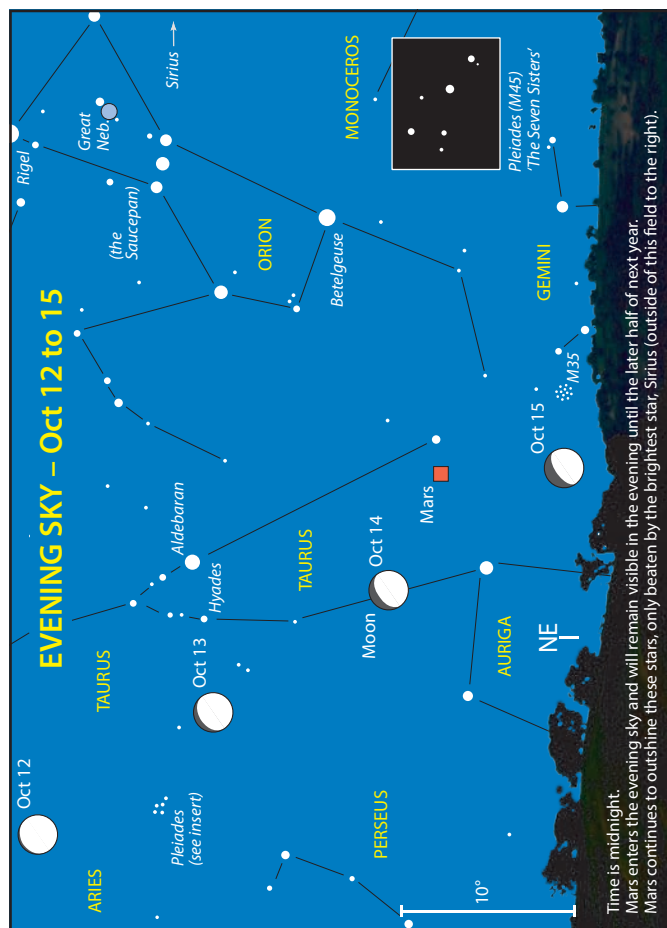 EVENING SKY – Oct 12 to 15
Oct 12
ARIES
Pleiades
(see insert)
TAURUS
Oct 13
Hyades
Aldebaran
(the
Saucepan)
Rigel
Great
Neb.
Sirius
ORION
Betelgeuse
TAURUS
PERSEUS
Moon
Oct 14
Mars
MONOCEROS
Pleiades (M45)
‘The Seven Sisters’
GEMINI
M35
Oct 15
AURIGA
NE
10°
Time is midnight.
Mars enters the evening sky and will remain visible in the evening until the later half of next year.
Mars continues to outshine these stars, only beaten by the brightest star, Sirius (outside of this field to the right).